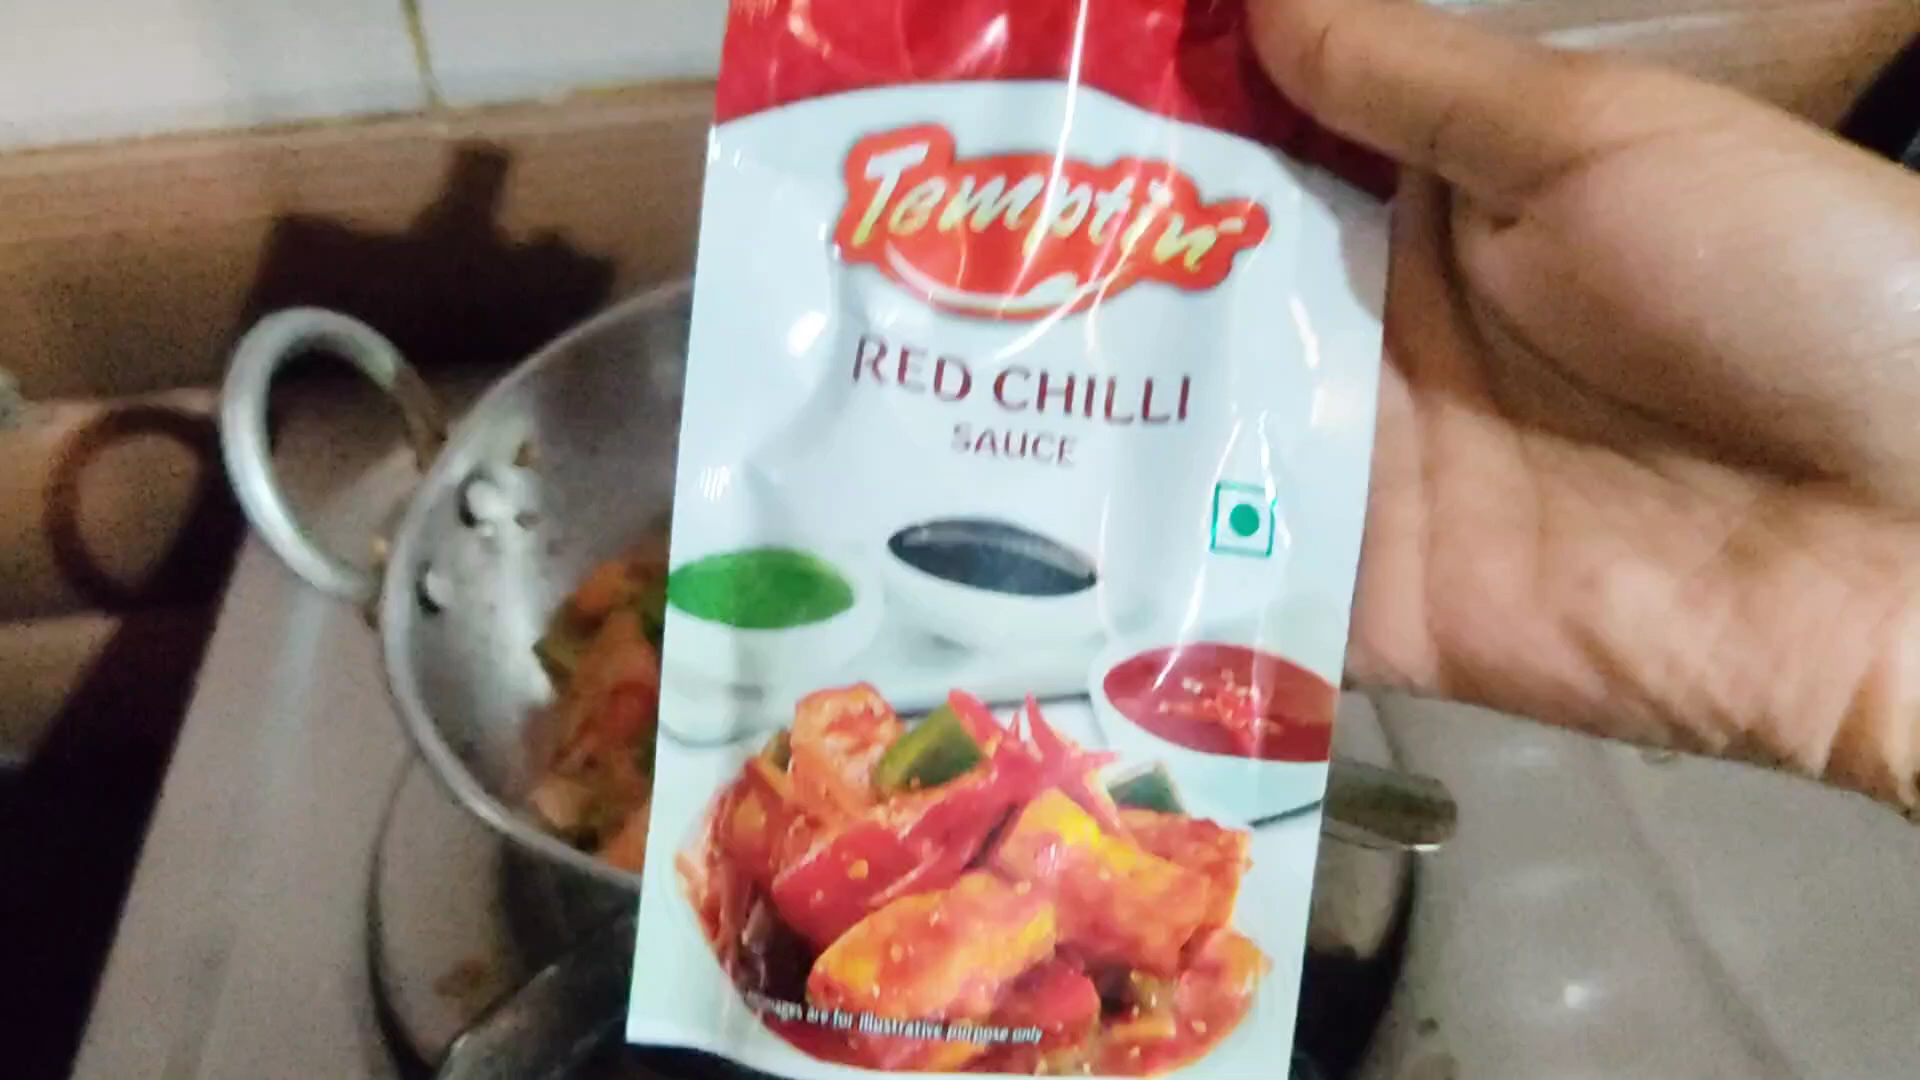 Temptin'
RED CHILLI
SAUCE
images are for illustrative purpose only